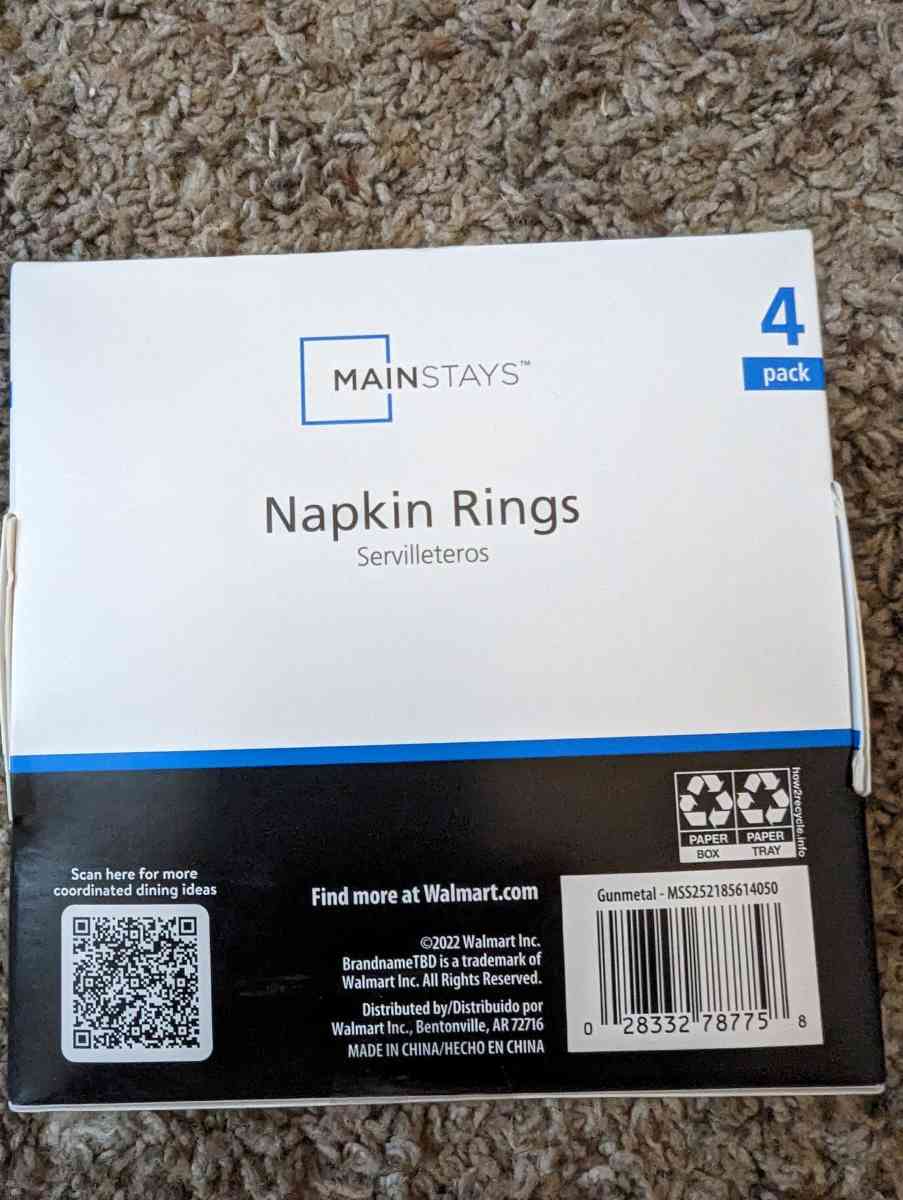 4
pack
MAINSTAYS™
Napkin Rings
Servilleteros
how2recycle.info
PAPER PAPER
BOX TRAY
Scan here for more
coordinated dining ideas
Find more at Walmart.com
©2022 Walmart Inc.
BrandnameTBD is a trademark of
Walmart Inc. All Rights Reserved.
Distributed by/Distribuido por
Walmart Inc., Bentonville, AR 72716
MADE IN CHINA/HECHO EN CHINA
Gunmetal - MSS252185614050
0 28332 78775 8